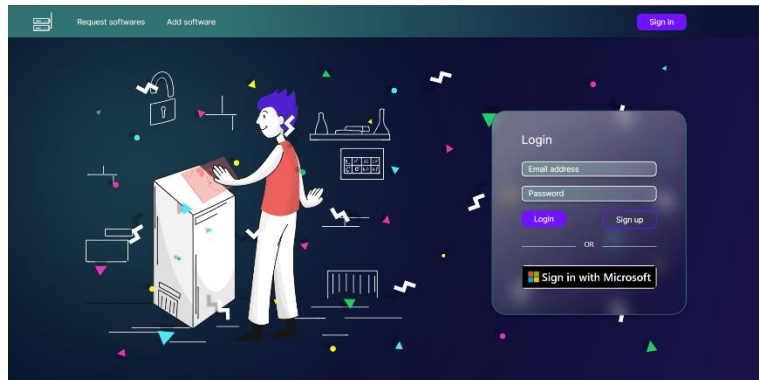 Request softwares Add software Sign in
Login
Email address
Password
Login Sign up
OR
Sign in with Microsoft